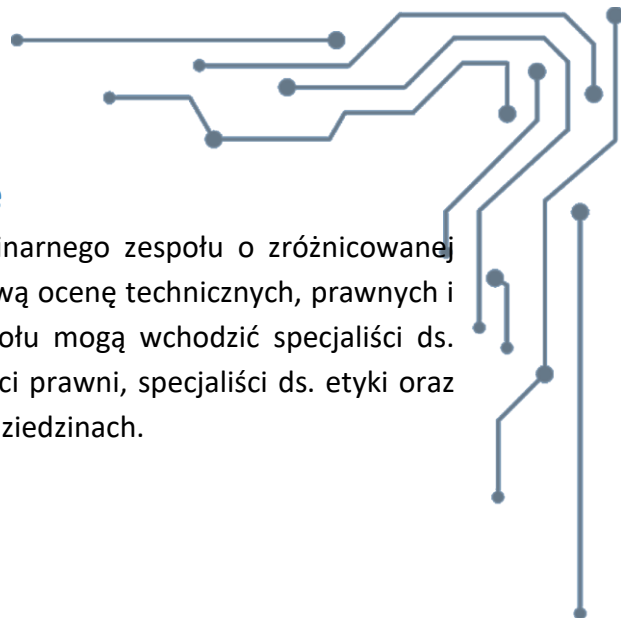 inarnego zespołu o zróżnicowanej
wą ocenę technicznych, prawnych i
ołu mogą wchodzić specjaliści ds.
ci prawni, specjaliści ds. etyki oraz
ziedzinach.